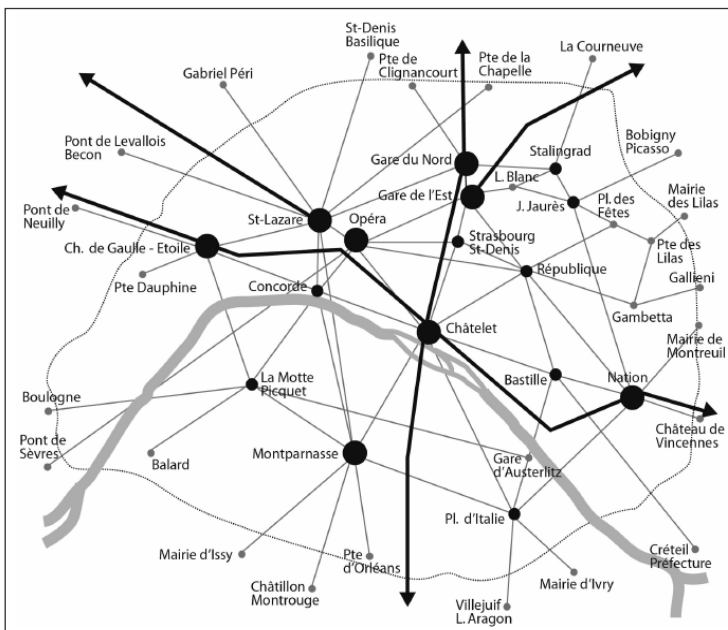 St-Denis
Basilique
Pte de
Clignancourt
Pte de la
Chapelle
La Courneuve
Gabriel Péri
Pont de Levallois
Becon
Gare du Nord
Stalingrad
Bobigny
Picasso
L. Blanc
Gare de l'Est
J. Jaurès
Pl. des
Fêtes
Mairie
des Lilas
Pont de
Neuilly
St-Lazare
Opéra
Ch. de Gaulle - Etoile
Strasbourg
St-Denis
Pte des
Lilas
Pte Dauphine
Concorde
République
Gallieni
Gambetta
Châtelet
Mairie de
Montreuil
La Motte
Picquet
Bastille
Nation
Boulogne
Château de
Vincennes
Pont de
Sèvres
Balard
Montparnasse
Gare
d'Austerlitz
Pl. d'Italie
Mairie d'Issy
Pte
d'Orléans
Créteil
Préfecture
Châtillon
Montrouge
Mairie d'Ivry
Villejuif
L. Aragon